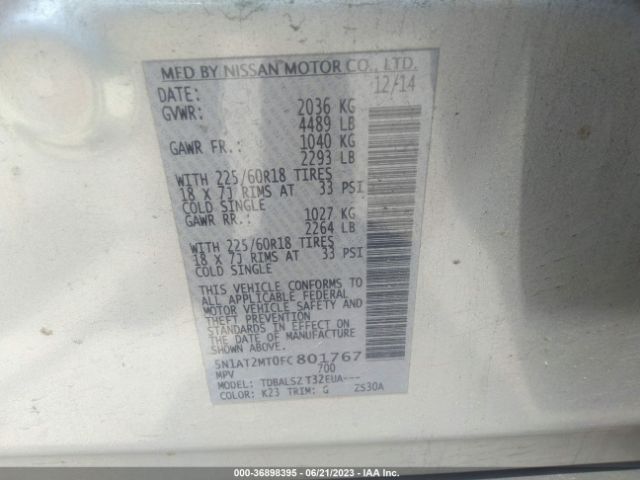 MFD BY NISSAN MOTOR CO., LTD.
DATE: 12/14
GVWR: 2036 KG
4489 LB
GAWR FR.: 1040 KG
2293 LB
WITH 225/60R18 TIRES
18 X 7J RIMS AT 33 PSI
COLD SINGLE
GAWR RR.: 1027 KG
2264 LB
WITH 225/60R18 TIRES
18 X 7J RIMS AT 33 PSI
COLD SINGLE
THIS VEHICLE CONFORMS TO
ALL APPLICABLE FEDERAL
MOTOR VEHICLE SAFETY AND
THEFT PREVENTION
STANDARDS IN EFFECT ON
THE DATE OF MANUFACTURE
SHOWN ABOVE.
5N1AT2MT0FC801767
MPV 700
MODEL: TDBALSZ T32EUA---
COLOR: K23 TRIM: G ZS30A
000-36898395 - 06/21/2023 - IAA Inc.